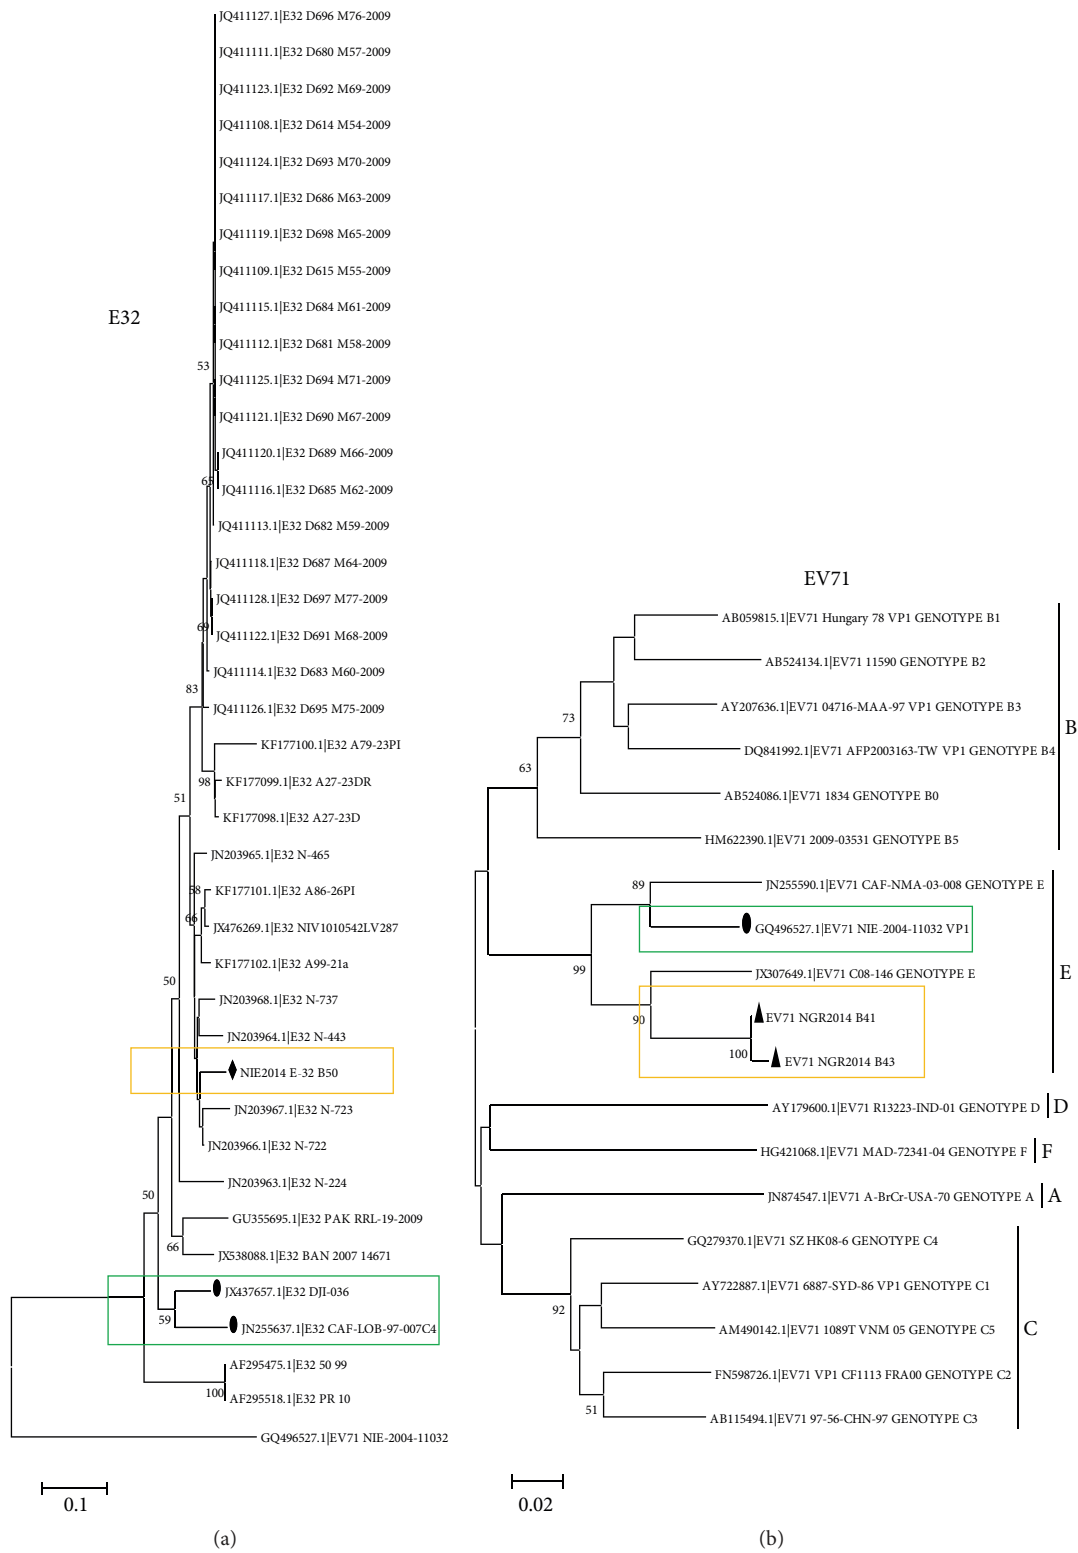 E32
JQ411127.1|E32 D696 M76-2009
JQ411111.1|E32 D680 M57-2009
JQ411123.1|E32 D692 M69-2009
JQ411108.1|E32 D614 M54-2009
JQ411124.1|E32 D693 M70-2009
JQ411117.1|E32 D686 M63-2009
JQ411119.1|E32 D698 M65-2009
JQ411109.1|E32 D615 M55-2009
JQ411115.1|E32 D684 M61-2009
JQ411112.1|E32 D681 M58-2009
53
JQ411125.1|E32 D694 M71-2009
JQ411121.1|E32 D690 M67-2009
JQ411120.1|E32 D689 M66-2009
65
JQ411116.1|E32 D685 M62-2009
JQ411113.1|E32 D682 M59-2009
JQ411118.1|E32 D687 M64-2009
JQ411128.1|E32 D697 M77-2009
69
JQ411122.1|E32 D691 M68-2009
JQ411114.1|E32 D683 M60-2009
83
JQ411126.1|E32 D695 M75-2009
KF177100.1|E32 A79-23PI
98
KF177099.1|E32 A27-23DR
51
KF177098.1|E32 A27-23D
JN203965.1|E32 N-465
58
KF177101.1|E32 A86-26PI
66
JX476269.1|E32 NIV1010542LV287
KF177102.1|E32 A99-21a
50
JN203968.1|E32 N-737
JN203964.1|E32 N-443
NIE2014 E-32 B50
JN203967.1|E32 N-723
JN203966.1|E32 N-722
JN203963.1|E32 N-224
50
GU355695.1|E32 PAK RRL-19-2009
66
JX538088.1|E32 BAN 2007 14671
JX437657.1|E32 DJI-036
59
JN255637.1|E32 CAF-LOB-97-007C4
AF295475.1|E32 50 99
100
AF295518.1|E32 PR 10
GQ496527.1|EV71 NIE-2004-11032
0.1
(a)
EV71
AB059815.1|EV71 Hungary 78 VP1 GENOTYPE B1
AB524134.1|EV71 11590 GENOTYPE B2
AY207636.1|EV71 04716-MAA-97 VP1 GENOTYPE B3
73
B
DQ841992.1|EV71 AFP2003163-TW VP1 GENOTYPE B4
63
AB524086.1|EV71 1834 GENOTYPE B0
HM622390.1|EV71 2009-03531 GENOTYPE B5
89
JN255590.1|EV71 CAF-NMA-03-008 GENOTYPE E
GQ496527.1|EV71 NIE-2004-11032 VP1
99
JX307649.1|EV71 C08-146 GENOTYPE E
E
90
EV71 NGR2014 B41
100
EV71 NGR2014 B43
AY179600.1|EV71 R13223-IND-01 GENOTYPE D
D
HG421068.1|EV71 MAD-72341-04 GENOTYPE F
F
JN874547.1|EV71 A-BrCr-USA-70 GENOTYPE A
A
GQ279370.1|EV71 SZ HK08-6 GENOTYPE C4
AY722887.1|EV71 6887-SYD-86 VP1 GENOTYPE C1
92
AM490142.1|EV71 1089T VNM 05 GENOTYPE C5
C
FN598726.1|EV71 VP1 CF1113 FRA00 GENOTYPE C2
51
AB115494.1|EV71 97-56-CHN-97 GENOTYPE C3
0.02
(b)